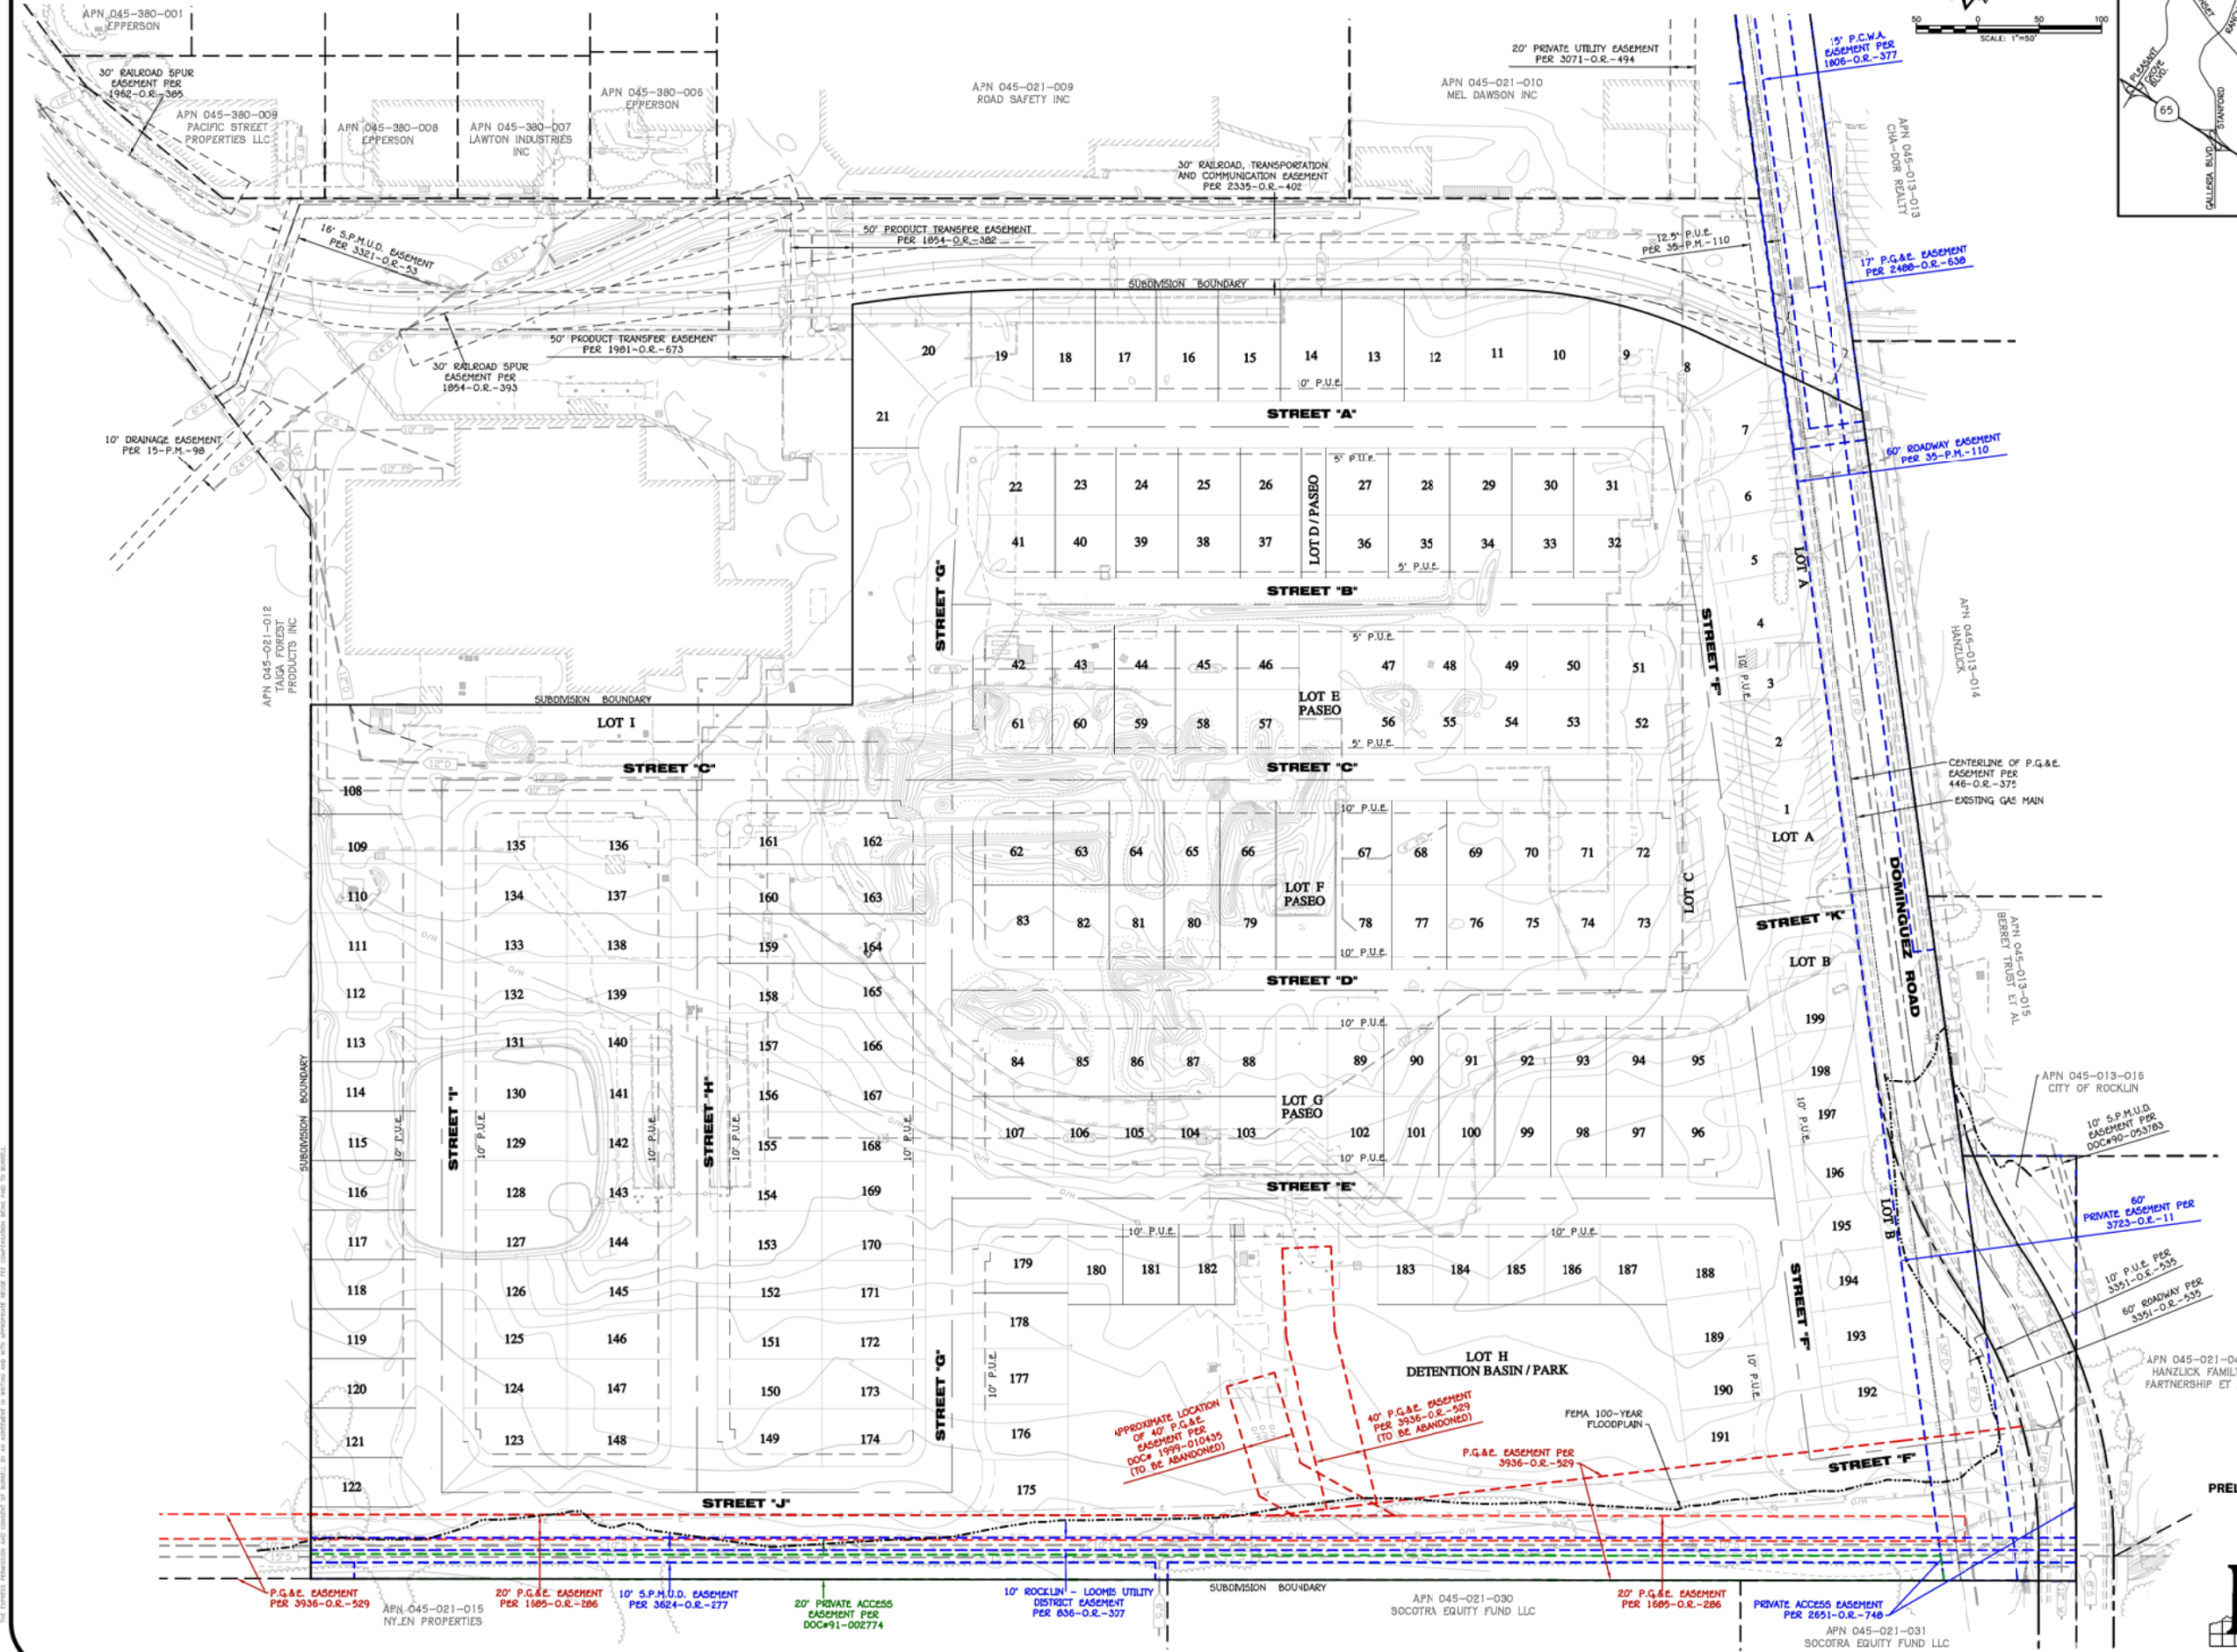 APN 045-380-001
EPPERSON
30' RAILROAD SPUR
EASEMENT PER
1962-O.R.-385
APN 045-380-009
PACIFIC STREET
PROPERTIES LLC
APN 045-380-008
EPPERSON
APN 045-380-007
LAWTON INDUSTRIES
INC
APN 045-380-006
EPPERSON
APN 045-021-009
ROAD SAFETY INC
20' PRIVATE UTILITY EASEMENT
PER 3071-O.R.-494
APN 045-021-010
MEL DAWSON INC
15' P.C.W.A.
EASEMENT PER
1806-O.R.-377
50 0 50 100
SCALE: 1"=50'
PLEASANT
GROVE
BLVD.
65
STANFORD
GALLERIA BLVD.
APN 045-013-013
CHA-DOR REALTY
30' RAILROAD, TRANSPORTATION
AND COMMUNICATION EASEMENT
PER 2335-O.R.-402
16' S.P.M.U.D. EASEMENT
PER 3321-O.R.-53
50' PRODUCT TRANSFER EASEMENT
PER 1854-O.R.-382
12.5' P.U.E.
PER 35-P.M.-110
17' P.G.&E. EASEMENT
PER 2488-O.R.-638
SUBDIVISION BOUNDARY
50' PRODUCT TRANSFER EASEMENT
PER 1981-O.R.-673
30' RAILROAD SPUR
EASEMENT PER
1854-O.R.-393
20 19 18 17 16 15 14 13 12 11 10 9 8
10' P.U.E.
STREET "A"
21
7
10' DRAINAGE EASEMENT
PER 15-P.M.-98
60' ROADWAY EASEMENT
PER 35-P.M.-110
5' P.U.E.
22 23 24 25 26 LOT D / PASEO 27 28 29 30 31
6
41 40 39 38 37 36 35 34 33 32
5
LOT A
5' P.U.E.
STREET "B"
STREET "G"
STREET "F"
4
APN 045-013-014
HANZLICK
APN 045-021-012
TAIGA FOREST
PRODUCTS INC
5' P.U.E.
42 43 44 45 46 47 48 49 50 51
10' P.U.E.
3
LOT E
PASEO
61 60 59 58 57 56 55 54 53 52
2
5' P.U.E.
SUBDIVISION BOUNDARY
LOT I
STREET "C"
STREET "C"
CENTERLINE OF P.G.&E.
EASEMENT PER
446-O.R.-375
EXISTING GAS MAIN
108
1
LOT A
10' P.U.E.
109 135 136 161 162
62 63 64 65 66 67 68 69 70 71 72
LOT F
PASEO
LOT C
110 134 137 160 163
83 82 81 80 79 78 77 76 75 74 73
STREET "K"
DOMINGUEZ ROAD
111 133 138 159 164
10' P.U.E.
LOT B
STREET "D"
APN 045-013-015
BERREY TRUST ET AL
112 132 139 158 165
199
10' P.U.E.
113 131 140 157 166
84 85 86 87 88 89 90 91 92 93 94 95
198
APN 045-013-016
CITY OF ROCKLIN
SUBDIVISION BOUNDARY
114 130 141 156 167
LOT G
PASEO
10' P.U.E.
197
10' S.P.M.U.D.
EASEMENT PER
DOC#90-053783
10' P.U.E. STREET "I" 10' P.U.E. 10' P.U.E. STREET "H" 10' P.U.E. 10' P.U.E.
115 129 142 155 168
107 106 105 104 103 102 101 100 99 98 97 96
10' P.U.E.
196
116 128 143 154 169
STREET "E"
60'
PRIVATE EASEMENT PER
3723-O.R.-11
117 127 144 153 170
10' P.U.E.
10' P.U.E.
195
LOT B
179 180 181 182 183 184 185 186 187 188
194
10' P.U.E. PER
3351-O.R.-535
60' ROADWAY PER
3351-O.R.-535
118 126 145 152 171
178
189
STREET "F"
193
119 125 146 151 172
LOT H
DETENTION BASIN / PARK
177
10' P.U.E.
190
10' P.U.E.
192
HANZLICK
120 124 147 150 173
STREET "G"
APPROXIMATE LOCATION
OF 40' P.G.&E.
EASEMENT PER
DOC# 1999-010435
(TO BE ABANDONED)
40' P.G.&E. EASEMENT
PER 3936-O.R.-529
(TO BE ABANDONED)
FEMA 100-YEAR
FLOODPLAIN
121 123 148 149 174
176
191
P.G.&E. EASEMENT PER
3936-O.R.-529
STREET "F"
122
175
STREET "J"
P.G.&E. EASEMENT
PER 3936-O.R.-529
APN 045-021-015
NYLEN PROPERTIES
20' P.G.&E. EASEMENT
PER 1685-O.R.-286
10' S.P.M.U.D. EASEMENT
PER 3624-O.R.-277
20' PRIVATE ACCESS
EASEMENT PER
DOC#91-002774
10' ROCKLIN - LOOMIS UTILITY
DISTRICT EASEMENT
PER 836-O.R.-307
SUBDIVISION BOUNDARY
APN 045-021-030
SOCOTRA EQUITY FUND LLC
20' P.G.&E. EASEMENT
PER 1685-O.R.-286
PRIVATE ACCESS EASEMENT
PER 2651-O.R.-748
APN 045-021-031
SOCOTRA EQUITY FUND LLC